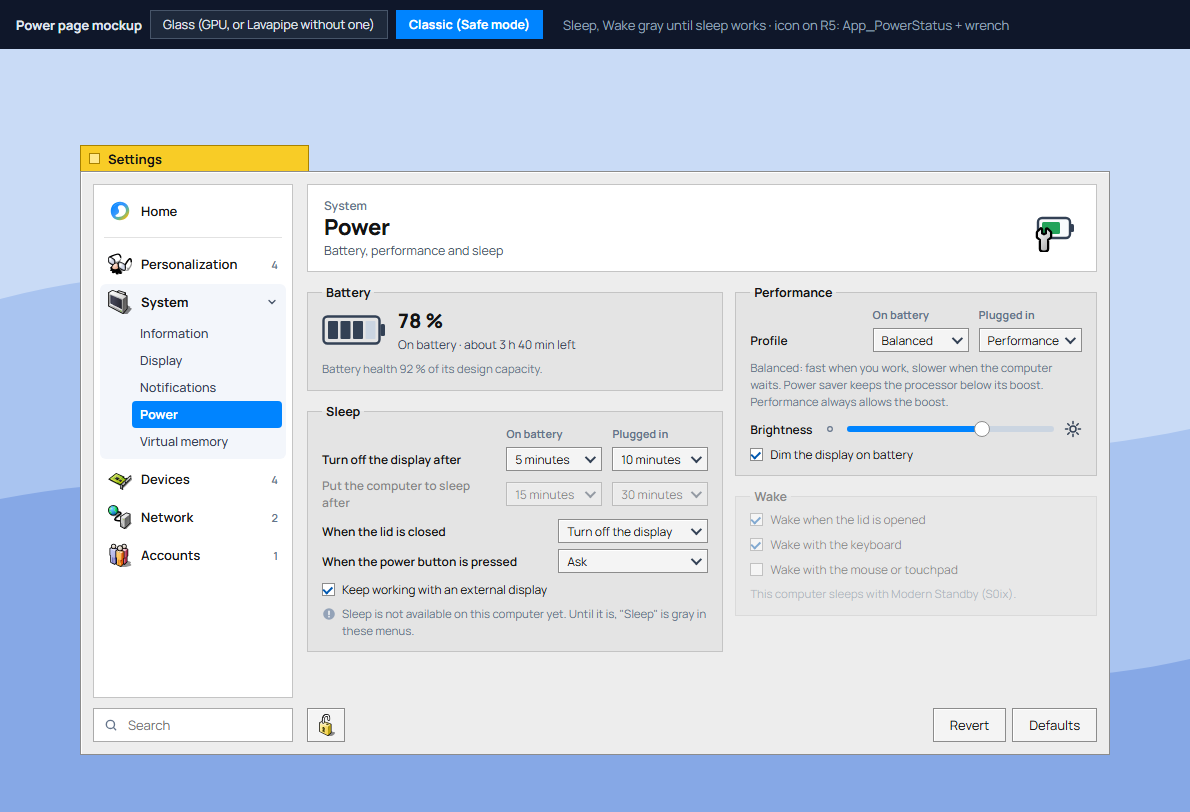 Power page mockup
Glass (GPU, or Lavapipe without one)
Classic (Safe mode)
Sleep, Wake gray until sleep works · icon on R5: App_PowerStatus + wrench
Settings
Home
Personalization 4
System
Information
Display
Notifications
Power
Virtual memory
Devices 4
Network 2
Accounts 1
Search
System
Power
Battery, performance and sleep
Battery
78 %
On battery · about 3 h 40 min left
Battery health 92 % of its design capacity.
Sleep
On battery Plugged in
Turn off the display after 5 minutes 10 minutes
Put the computer to sleep
after
15 minutes 30 minutes
When the lid is closed Turn off the display
When the power button is pressed Ask
Keep working with an external display
Sleep is not available on this computer yet. Until it is, "Sleep" is gray in
these menus.
Performance
On battery Plugged in
Profile Balanced Performance
Balanced: fast when you work, slower when the computer
waits. Power saver keeps the processor below its boost.
Performance always allows the boost.
Brightness
Dim the display on battery
Wake
Wake when the lid is opened
Wake with the keyboard
Wake with the mouse or touchpad
This computer sleeps with Modern Standby (S0ix).
Revert
Defaults